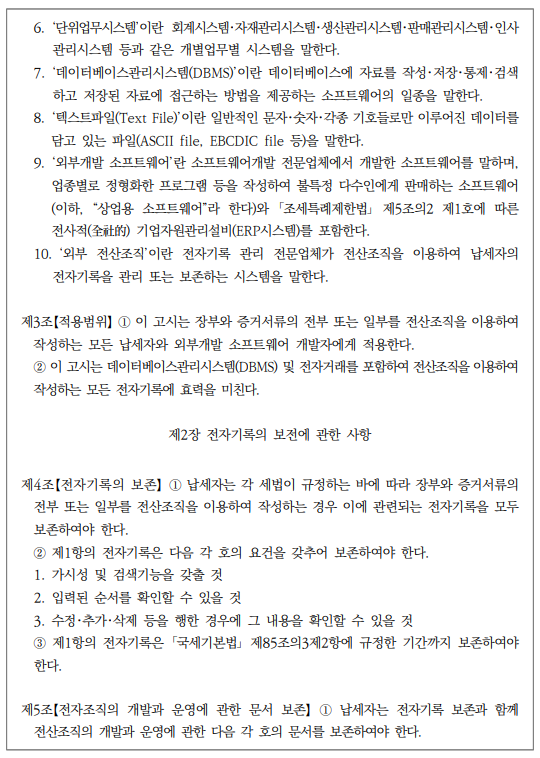 6. ‘단위업무시스템’이란 회계시스템·자재관리시스템·생산관리시스템·판매관리시스템·인사
관리시스템 등과 같은 개별업무별 시스템을 말한다.
7. ‘데이터베이스관리시스템(DBMS)’이란 데이터베이스에 자료를 작성·저장·통제·검색
하고 저장된 자료에 접근하는 방법을 제공하는 소프트웨어의 일종을 말한다.
8. ‘텍스트파일(Text File)’이란 일반적인 문자·숫자·각종 기호들로만 이루어진 데이터를
담고 있는 파일(ASCII file, EBCDIC file 등)을 말한다.
9. ‘외부개발 소프트웨어’란 소프트웨어개발 전문업체에서 개발한 소프트웨어를 말하며,
업종별로 정형화한 프로그램 등을 작성하여 불특정 다수인에게 판매하는 소프트웨어
(이하, “상업용 소프트웨어”라 한다)와 「조세특례제한법」 제5조의2 제1호에 따른
전사적(全社的) 기업자원관리설비(ERP시스템)를 포함한다.
10. ‘외부 전산조직’이란 전자기록 관리 전문업체가 전산조직을 이용하여 납세자의
전자기록을 관리 또는 보존하는 시스템을 말한다.
제3조【적용범위】 ① 이 고시는 장부와 증거서류의 전부 또는 일부를 전산조직을 이용하여
작성하는 모든 납세자와 외부개발 소프트웨어 개발자에게 적용한다.
② 이 고시는 데이터베이스관리시스템(DBMS) 및 전자거래를 포함하여 전산조직을 이용하여
작성하는 모든 전자기록에 효력을 미친다.
제2장 전자기록의 보전에 관한 사항
제4조【전자기록의 보존】 ① 납세자는 각 세법이 규정하는 바에 따라 장부와 증거서류의
전부 또는 일부를 전산조직을 이용하여 작성하는 경우 이에 관련되는 전자기록을 모두
보존하여야 한다.
② 제1항의 전자기록은 다음 각 호의 요건을 갖추어 보존하여야 한다.
1. 가시성 및 검색기능을 갖출 것
2. 입력된 순서를 확인할 수 있을 것
3. 수정·추가·삭제 등을 행한 경우에 그 내용을 확인할 수 있을 것
③ 제1항의 전자기록은 「국세기본법」 제85조의3제2항에 규정한 기간까지 보존하여야
한다.
제5조【전자조직의 개발과 운영에 관한 문서 보존】 ① 납세자는 전자기록 보존과 함께
전산조직의 개발과 운영에 관한 다음 각 호의 문서를 보존하여야 한다.